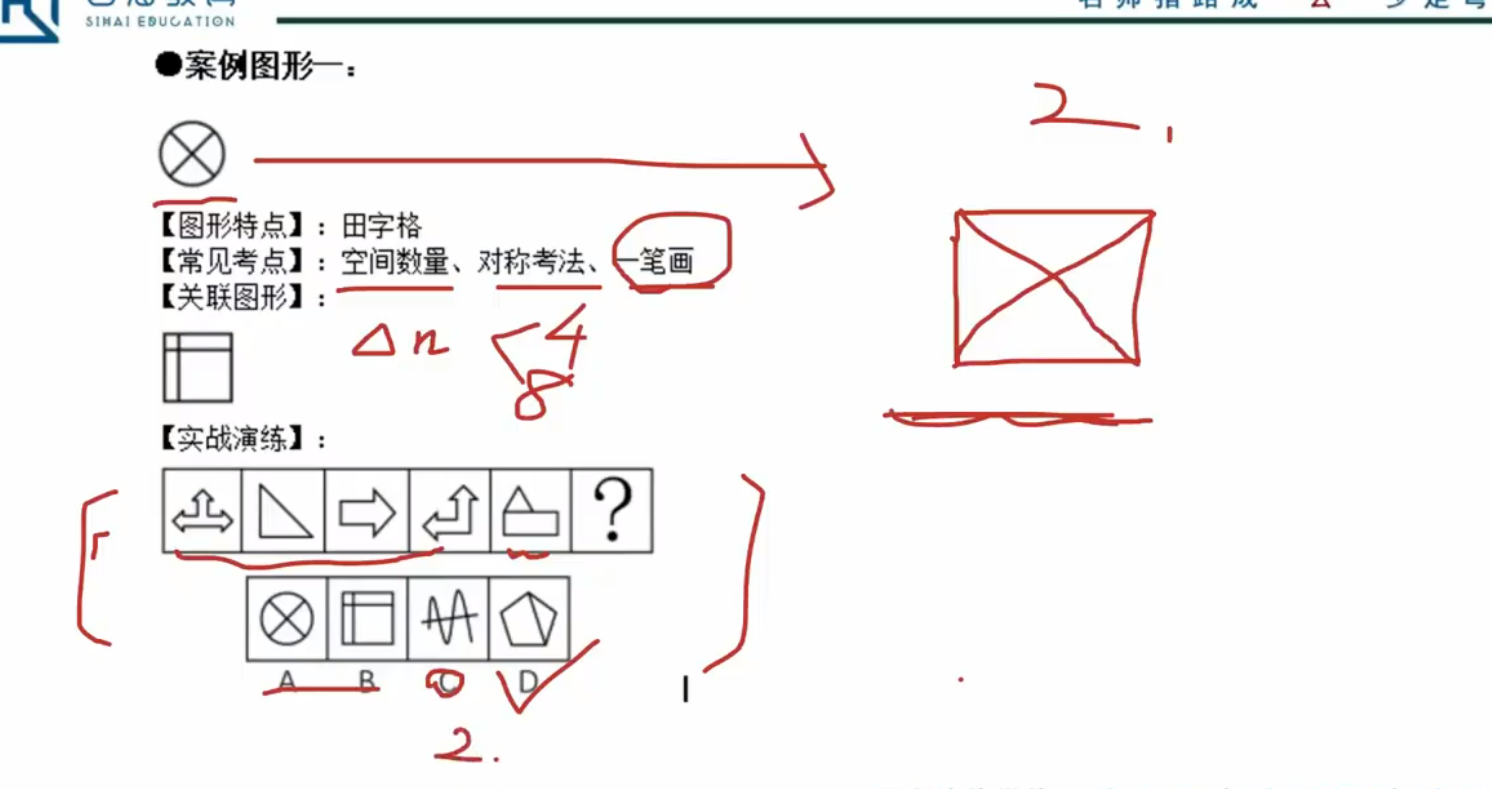 SIHAI EDUCATION
●案例图形一：
2
【图形特点】：田字格
【常见考点】：空间数量、对称考法、一笔画
【关联图形】：
△ n 4
8
【实战演练】：
?
A B C D
2.